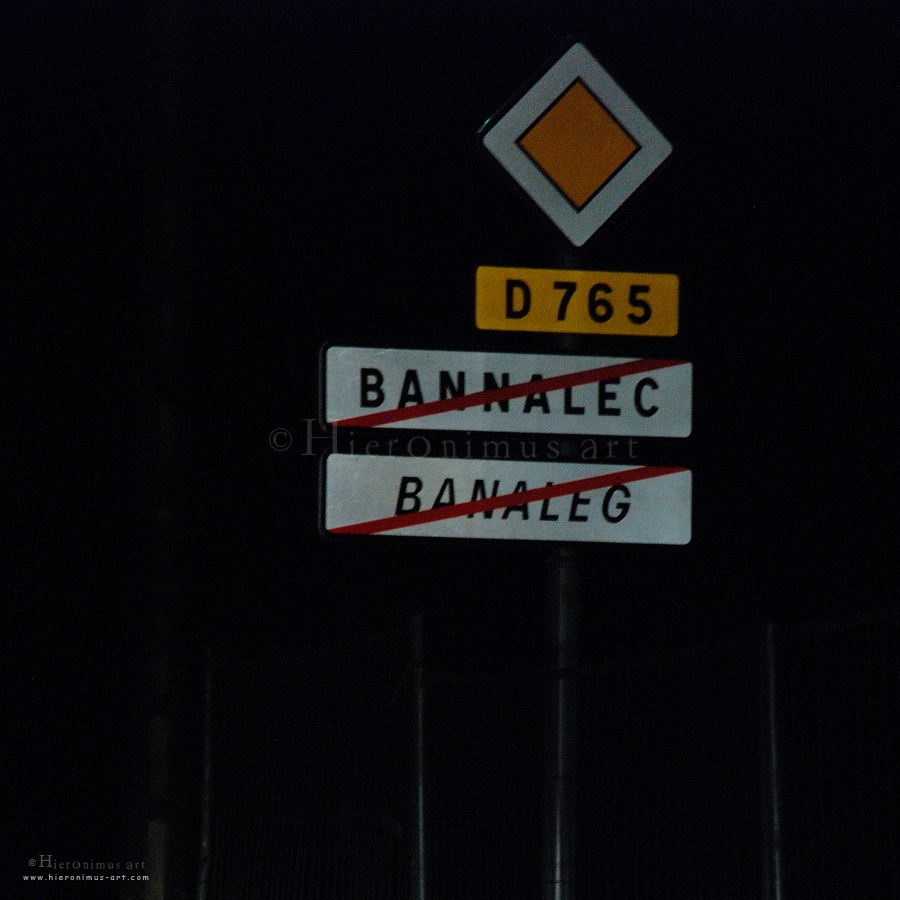 D 765
BANNALEC
© Hieronimus art
BANALEG
© Hieronimus art
www.hieronimus-art.com